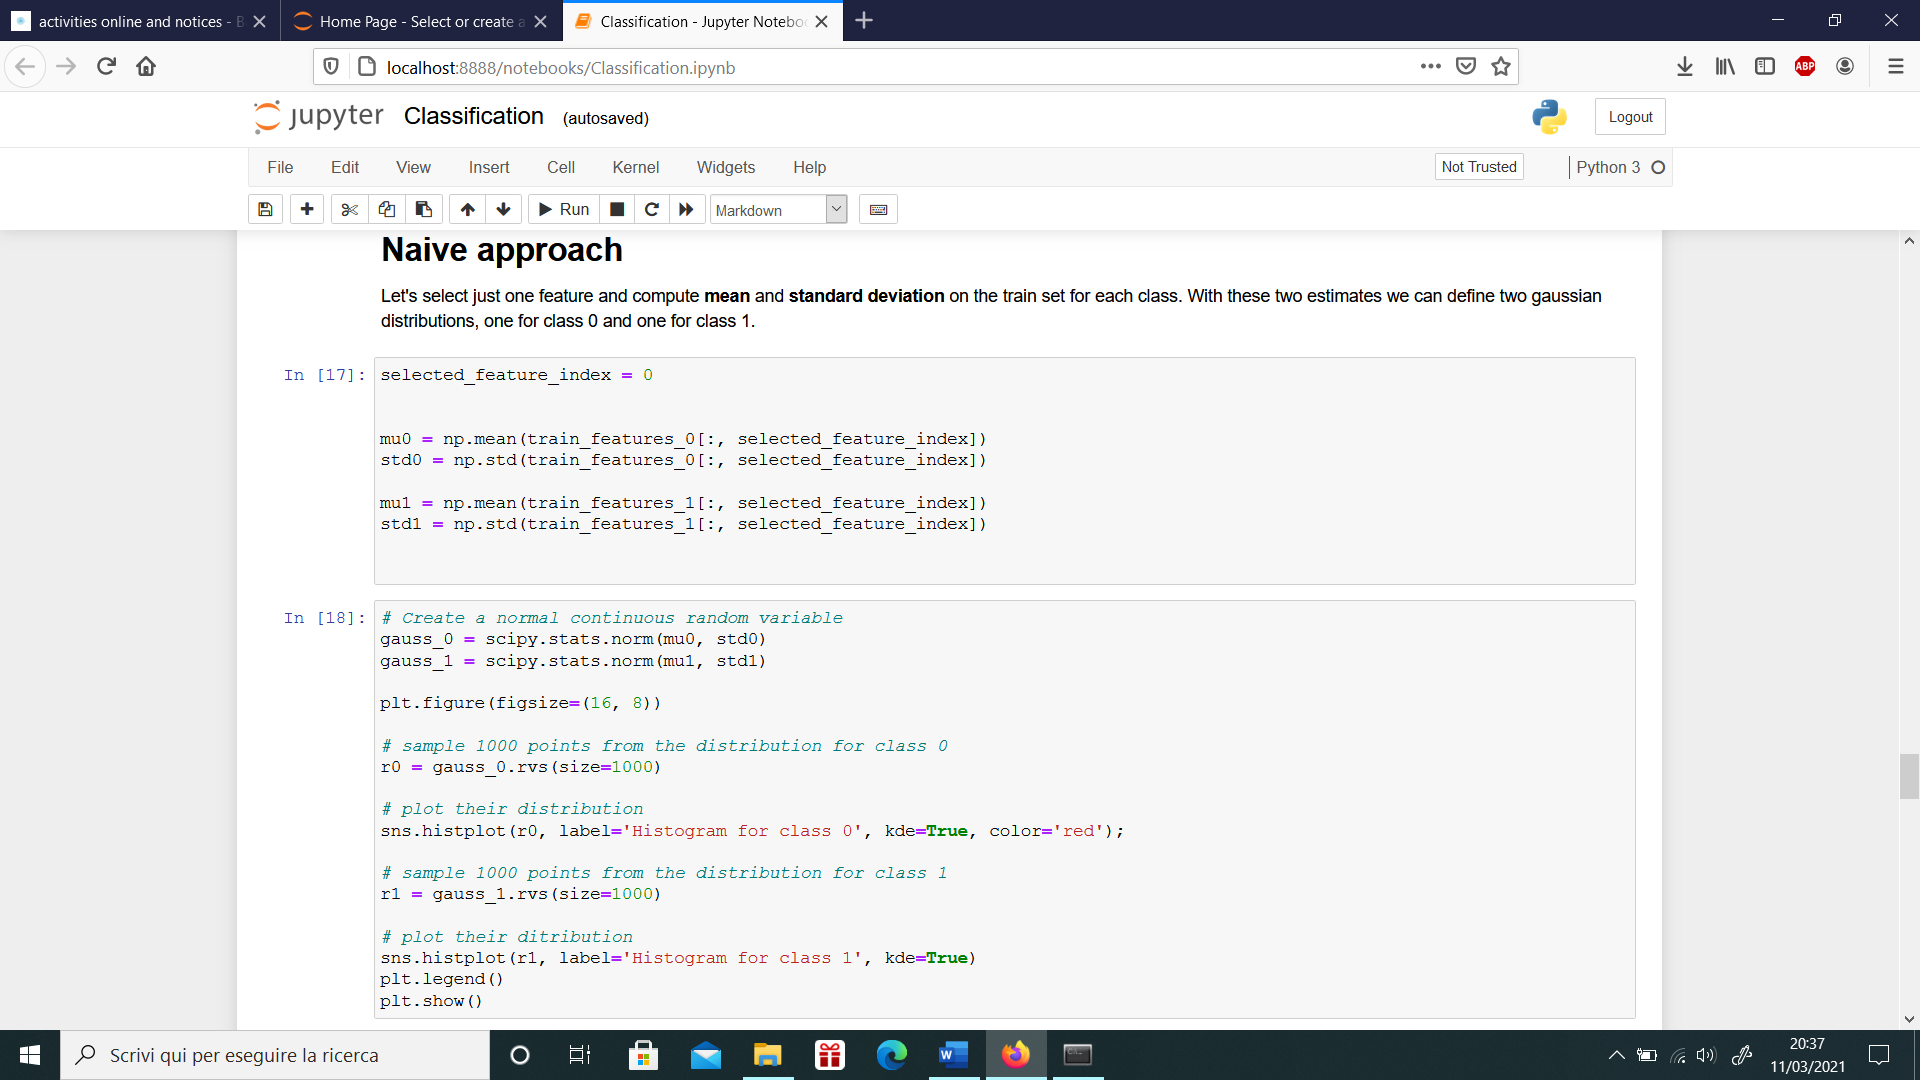 activities online and notices - B
Home Page - Select or create a
Classification - Jupyter Notebo
localhost:8888/notebooks/Classification.ipynb
ABP
jupyter Classification (autosaved)
Logout
File Edit View Insert Cell Kernel Widgets Help
Not Trusted
Python 3
Run
Markdown
Naive approach
Let's select just one feature and compute mean and standard deviation on the train set for each class. With these two estimates we can define two gaussian
distributions, one for class 0 and one for class 1.
In [17]: selected_feature_index = 0
mu0 = np.mean(train_features_0[:, selected_feature_index])
std0 = np.std(train_features_0[:, selected_feature_index])
mu1 = np.mean(train_features_1[:, selected_feature_index])
std1 = np.std(train_features_1[:, selected_feature_index])
In [18]: # Create a normal continuous random variable
gauss_0 = scipy.stats.norm(mu0, std0)
gauss_1 = scipy.stats.norm(mu1, std1)
plt.figure(figsize=(16, 8))
# sample 1000 points from the distribution for class 0
r0 = gauss_0.rvs(size=1000)
# plot their distribution
sns.histplot(r0, label='Histogram for class 0', kde=True, color='red');
# sample 1000 points from the distribution for class 1
r1 = gauss_1.rvs(size=1000)
# plot their ditribution
sns.histplot(r1, label='Histogram for class 1', kde=True)
plt.legend()
plt.show()
Scrivi qui per eseguire la ricerca
20:37
11/03/2021